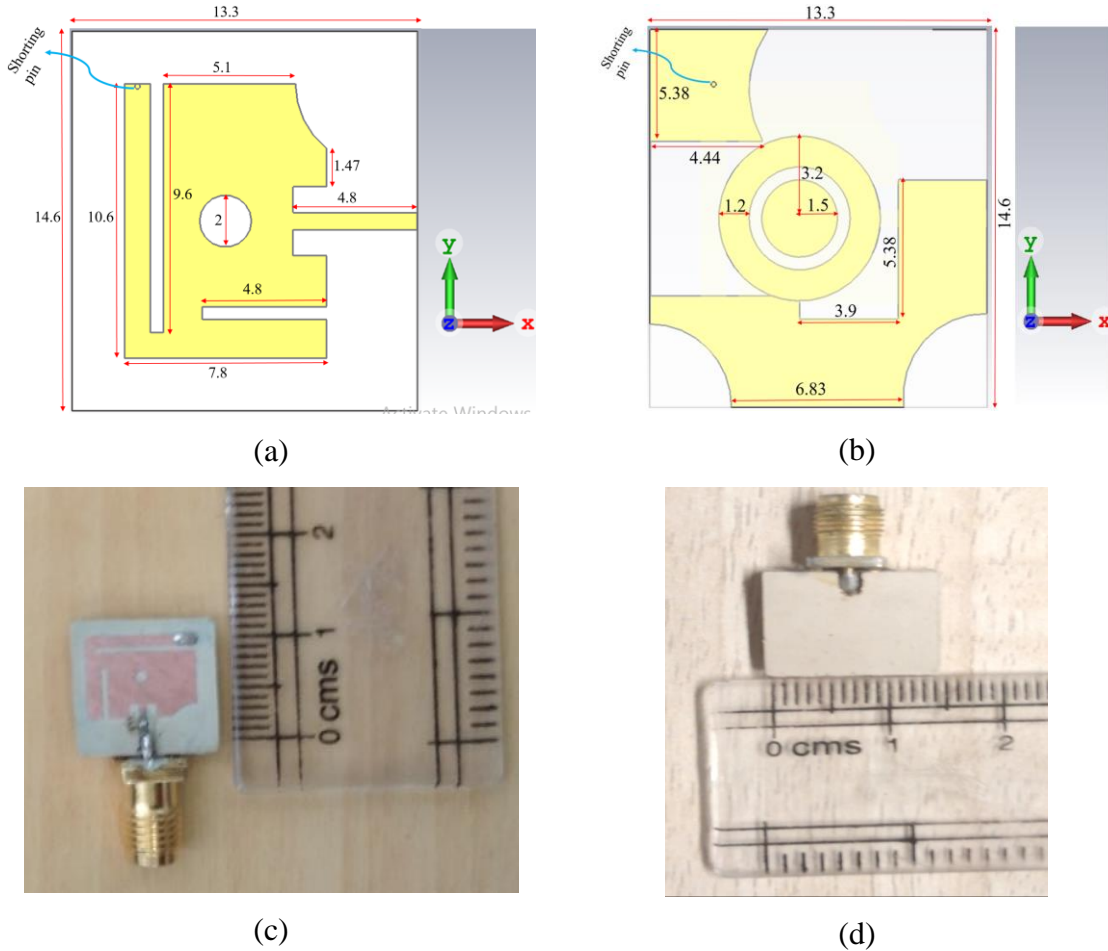 13.3
Shorting
pin
5.1
1.47
9.6
4.8
10.6
14.6
2
4.8
7.8
y
z
x
Activate Windows
(a)
13.3
Shorting
pin
5.38
4.44
3.2
1.2
1.5
5.38
14.6
3.9
6.83
y
z
x
(b)
2
1
0 cms
(c)
0 cms 1 2
(d)